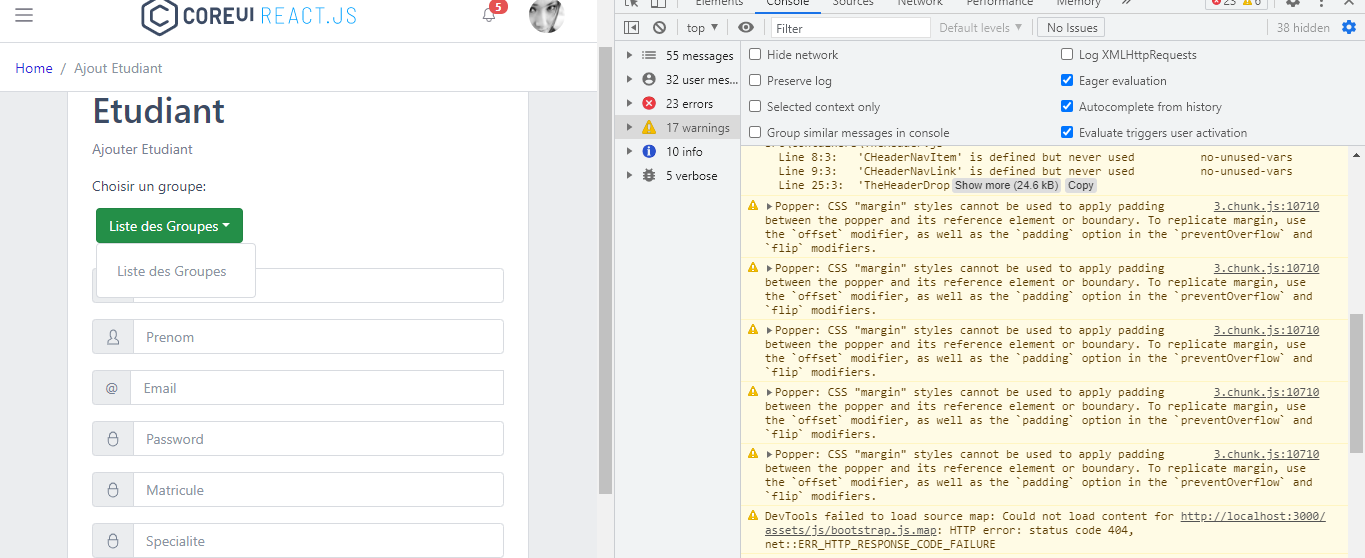 COREUI REACT.JS
5
Home / Ajout Etudiant
Etudiant
Ajouter Etudiant
Choisir un groupe:
Liste des Groupes
Liste des Groupes
Prenom
@ Email
Password
Matricule
Specialite
Elements Console Sources Network Performance Memory » 23 6
top ▼ Filter Default levels ▼ No Issues 38 hidden
55 messages
32 user mes...
23 errors
17 warnings
10 info
5 verbose
Hide network Log XMLHttpRequests
Preserve log Eager evaluation
Selected context only Autocomplete from history
Group similar messages in console Evaluate triggers user activation
Line 8:3: 'CHeaderNavItem' is defined but never used no-unused-vars
Line 9:3: 'CHeaderNavLink' is defined but never used no-unused-vars
Line 25:3: 'TheHeaderDrop Show more (24.6 kB) Copy
Popper: CSS "margin" styles cannot be used to apply padding 3.chunk.js:10710
between the popper and its reference element or boundary. To replicate margin, use
the `offset` modifier, as well as the `padding` option in the `preventOverflow` and
`flip` modifiers.
Popper: CSS "margin" styles cannot be used to apply padding 3.chunk.js:10710
between the popper and its reference element or boundary. To replicate margin, use
the `offset` modifier, as well as the `padding` option in the `preventOverflow` and
`flip` modifiers.
Popper: CSS "margin" styles cannot be used to apply padding 3.chunk.js:10710
between the popper and its reference element or boundary. To replicate margin, use
the `offset` modifier, as well as the `padding` option in the `preventOverflow` and
`flip` modifiers.
Popper: CSS "margin" styles cannot be used to apply padding 3.chunk.js:10710
between the popper and its reference element or boundary. To replicate margin, use
the `offset` modifier, as well as the `padding` option in the `preventOverflow` and
`flip` modifiers.
Popper: CSS "margin" styles cannot be used to apply padding 3.chunk.js:10710
between the popper and its reference element or boundary. To replicate margin, use
the `offset` modifier, as well as the `padding` option in the `preventOverflow` and
`flip` modifiers.
DevTools failed to load source map: Could not load content for http://localhost:3000/
assets/js/bootstrap.js.map: HTTP error: status code 404,
net::ERR_HTTP_RESPONSE_CODE_FAILURE